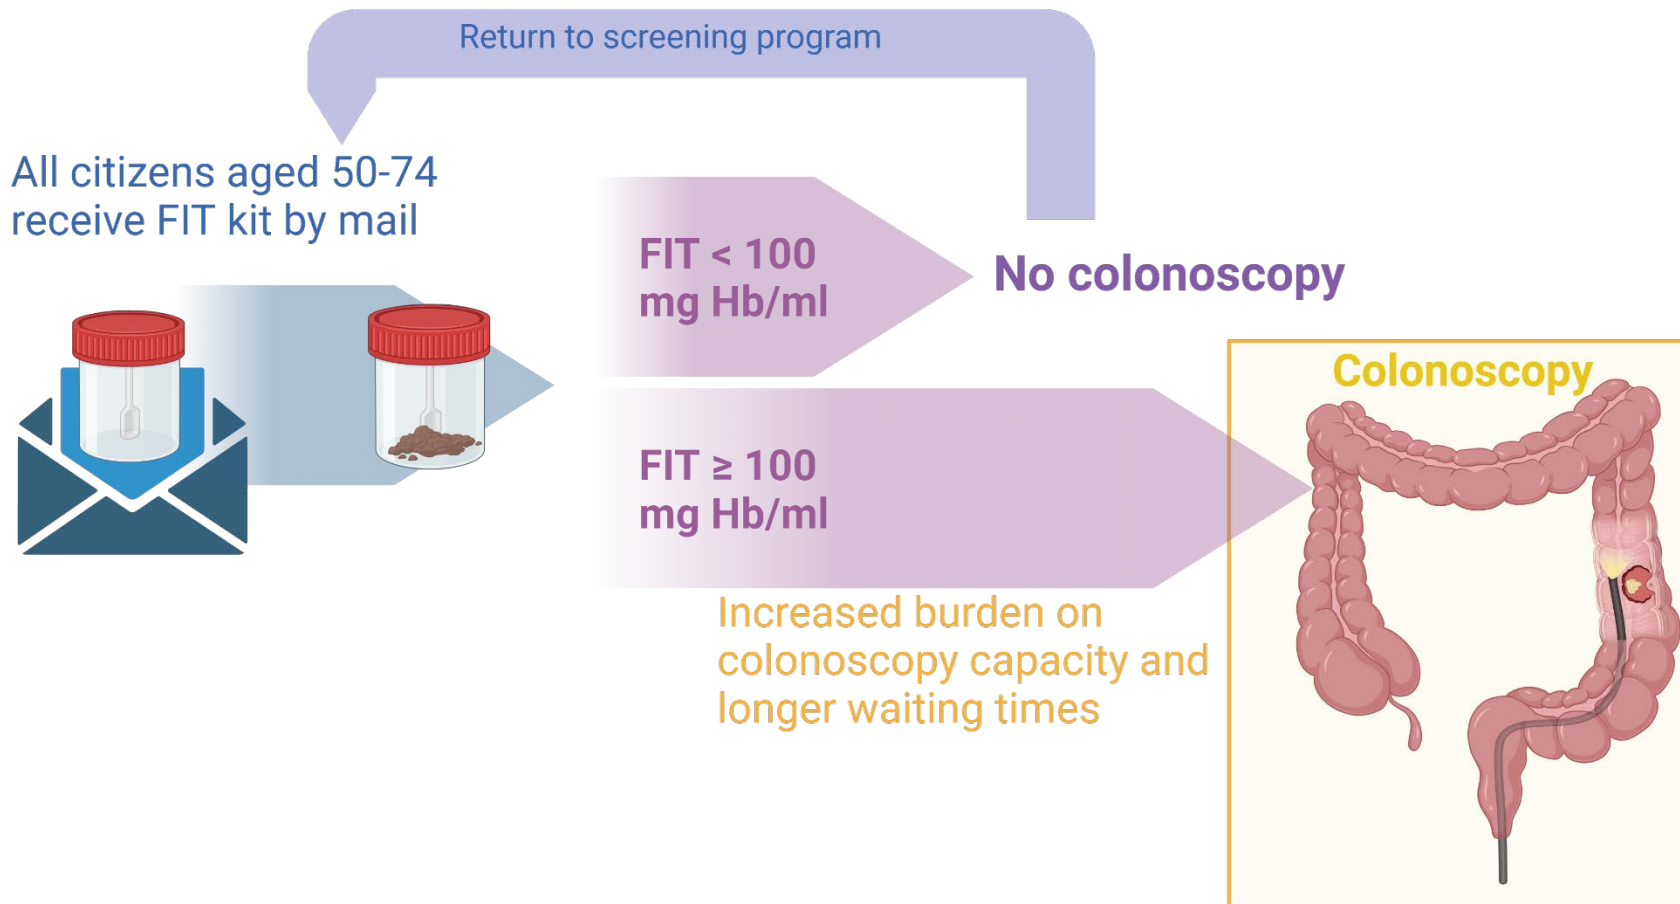 Return to screening program
All citizens aged 50-74
receive FIT kit by mail
FIT < 100
mg Hb/ml
No colonoscopy
Colonoscopy
FIT ≥ 100
mg Hb/ml
Increased burden on
colonoscopy capacity and
longer waiting times